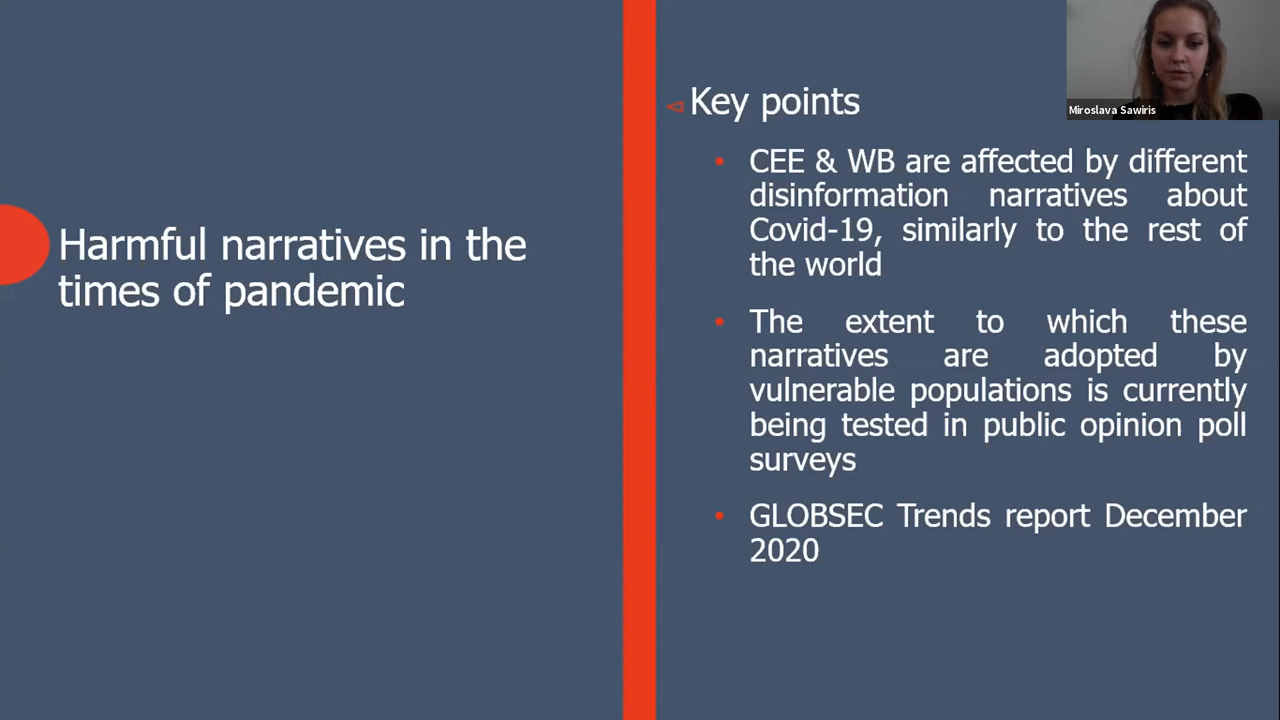 Harmful narratives in the
times of pandemic
Key points
CEE & WB are affected by different
disinformation narratives about
Covid-19, similarly to the rest of
the world
The extent to which these
narratives are adopted by
vulnerable populations is currently
being tested in public opinion poll
surveys
GLOBSEC Trends report December
2020
Miroslava Sawiris